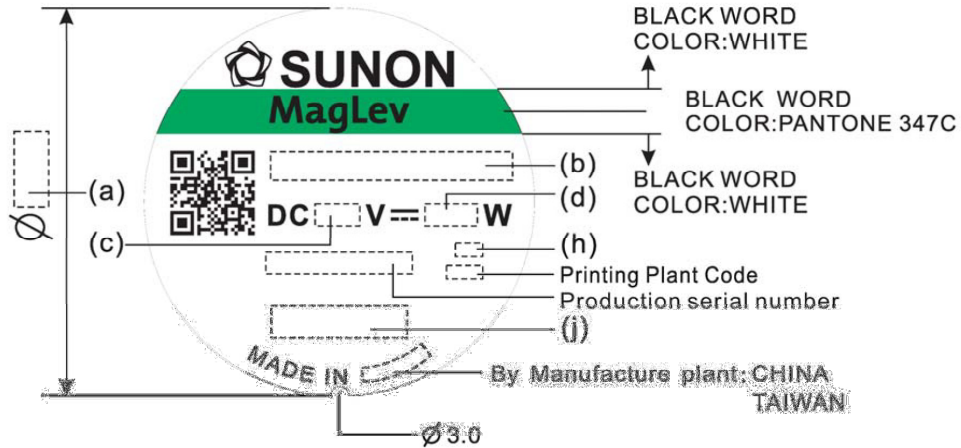 BLACK WORD
COLOR:WHITE
SUNON
MagLev
BLACK WORD
COLOR:PANTONE 347C
(a)
(b)
BLACK WORD
COLOR:WHITE
(d)
Ø
DC V W
(c)
(h)
Printing Plant Code
Production serial number
(j)
MADE IN
By Manufacture plant: CHINA
TAIWAN
Ø3.0